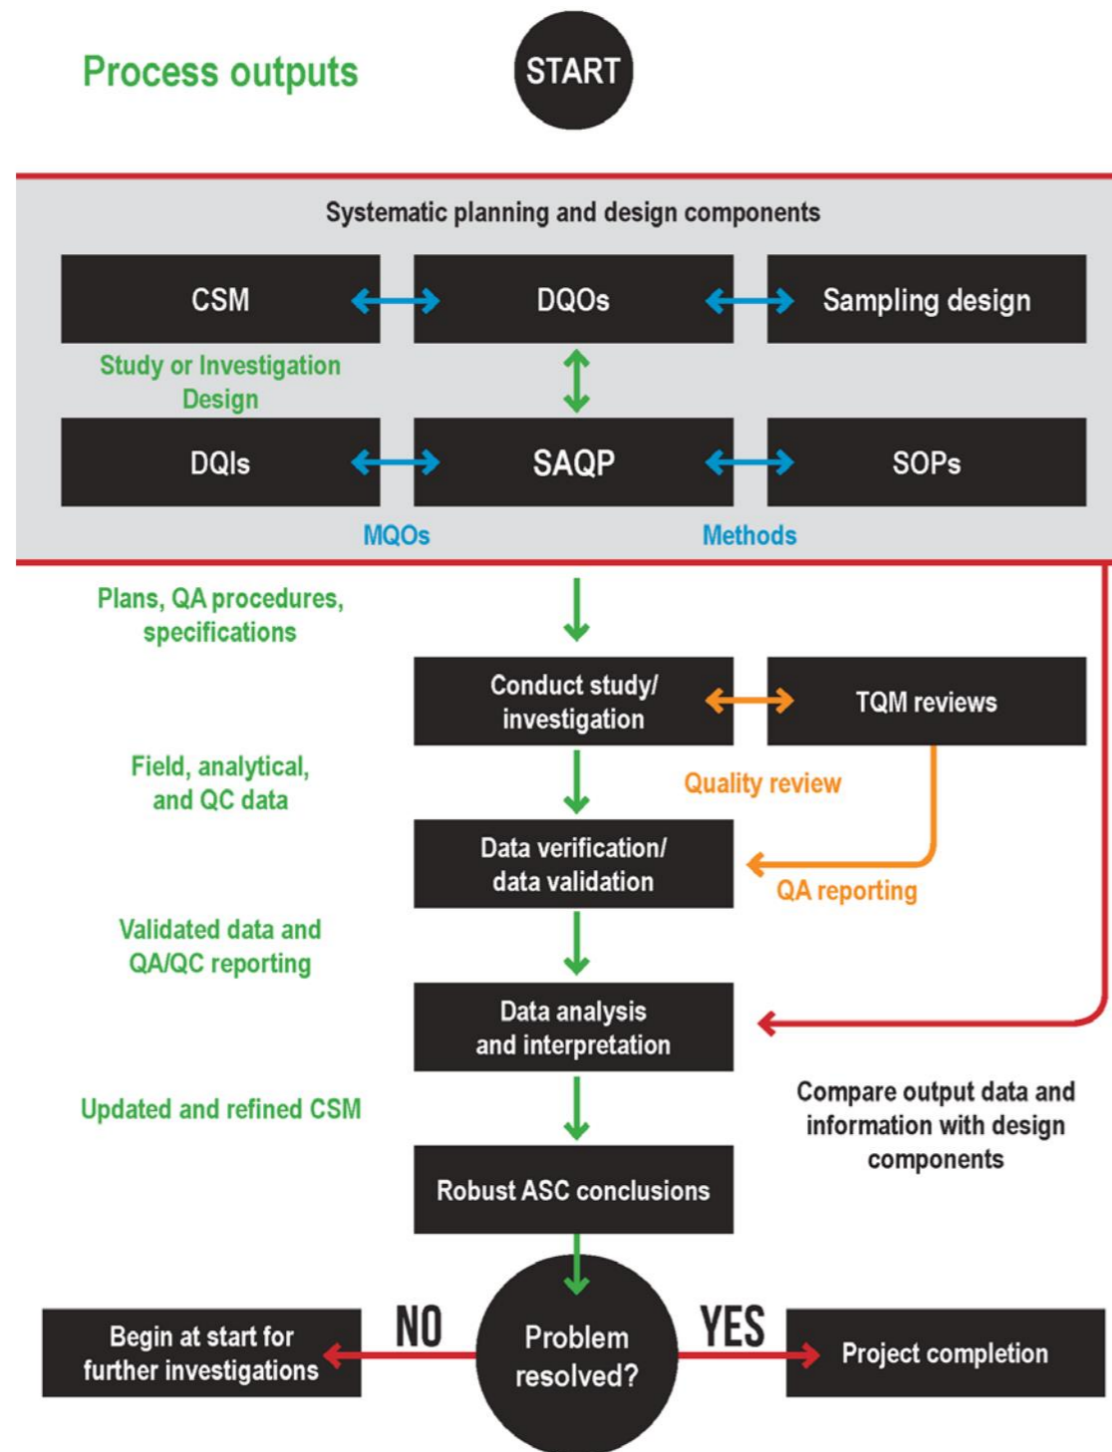 Process outputs
START
Systematic planning and design components
CSM
DQOs
Sampling design
Study or Investigation
Design
DQIs
SAQP
SOPs
MQOs
Methods
Plans, QA procedures,
specifications
Conduct study/
investigation
TQM reviews
Field, analytical,
and QC data
Quality review
Data verification/
data validation
QA reporting
Validated data and
QA/QC reporting
Data analysis
and interpretation
Updated and refined CSM
Compare output data and
information with design
components
Robust ASC conclusions
NO
YES
Begin at start for
further investigations
Problem
resolved?
Project completion